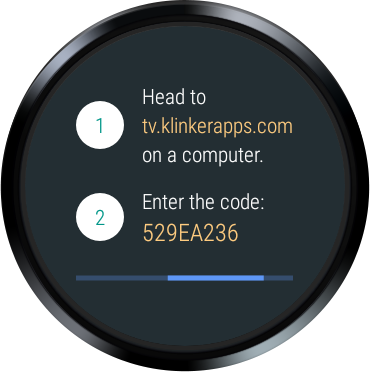 1
Head to
tv.klinkerapps.com
on a computer.
2
Enter the code:
529EA236